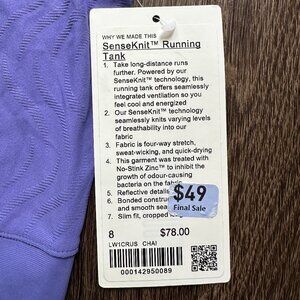 WHY WE MADE THIS
SenseKnit™ Running
Tank
1. Take long-distance runs
further. Powered by our
SenseKnit™ technology, this
running tank offers seamlessly
integrated ventilation so you
feel cool and energized
2. Our SenseKnit™ technology
seamlessly knits varying levels
of breathability into our
fabric
3. Fabric is four-way stretch,
sweat-wicking, and quick-drying
4. This garment was treated with
No-Stink Zinc™ to inhibit the
growth of odour-causing
bacteria on the fabric
5. Reflective details
6. Bonded construc
and smooth sea
7. Slim fit, cropped
$49
Final Sale
8 $78.00
LW1CRUS CHAI
000142950089